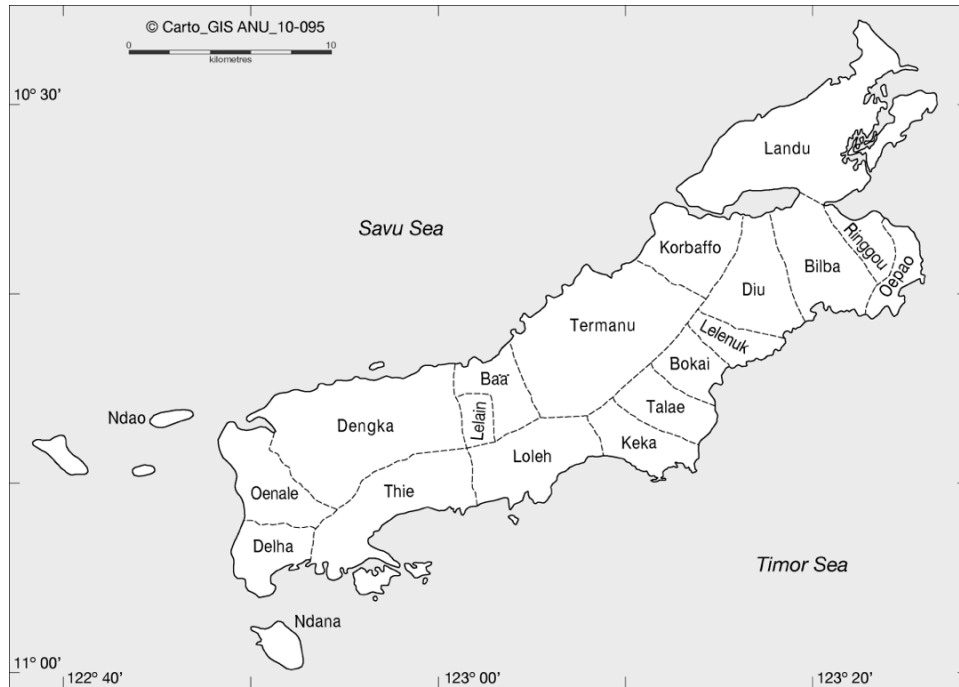 © Carto_GIS ANU_10-095
0 10
kilometres
10 30'
Landu
Savu Sea
Korbaffo
Ringgou
Bilba
Oepao
Diu
Termanu
Lelenuk
Bokai
Baä
Talae
Ndao
Dengka
Lelain
Keka
Loleh
Oenale
Thie
Delha
Timor Sea
Ndana
11 00'
122 40'
123 00'
123 20'